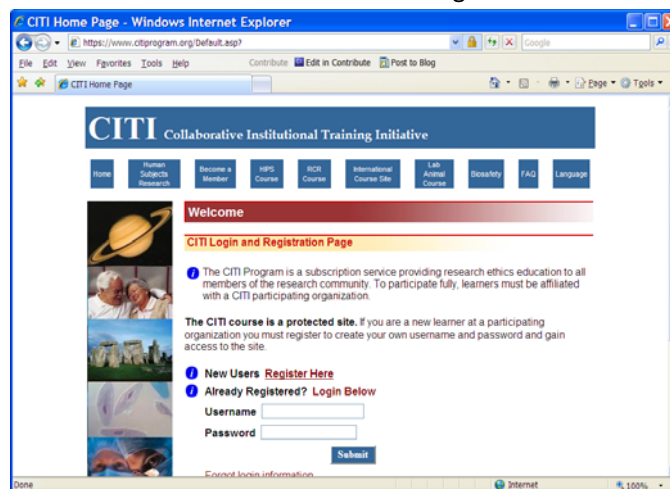 CITI Home Page - Windows Internet Explorer
https://www.citiprogram.org/Default.asp?
Google
File Edit View Favorites Tools Help
Contribute Edit in Contribute Post to Blog
CITI Home Page
Page Tools
CITI Collaborative Institutional Training Initiative
Home
Human Subjects Research
Become a Member
HIPS Course
RCR Course
International Course Site
Lab Animal Course
Biosafety
FAQ
Language
Welcome
CITI Login and Registration Page
The CITI Program is a subscription service providing research ethics education to all
members of the research community. To participate fully, learners must be affiliated
with a CITI participating organization.
The CITI course is a protected site. If you are a new learner at a participating
organization you must register to create your own username and password and gain
access to the site.
New Users Register Here
Already Registered? Login Below
Username
Password
Submit
Forgot login information
Done
Internet
100%